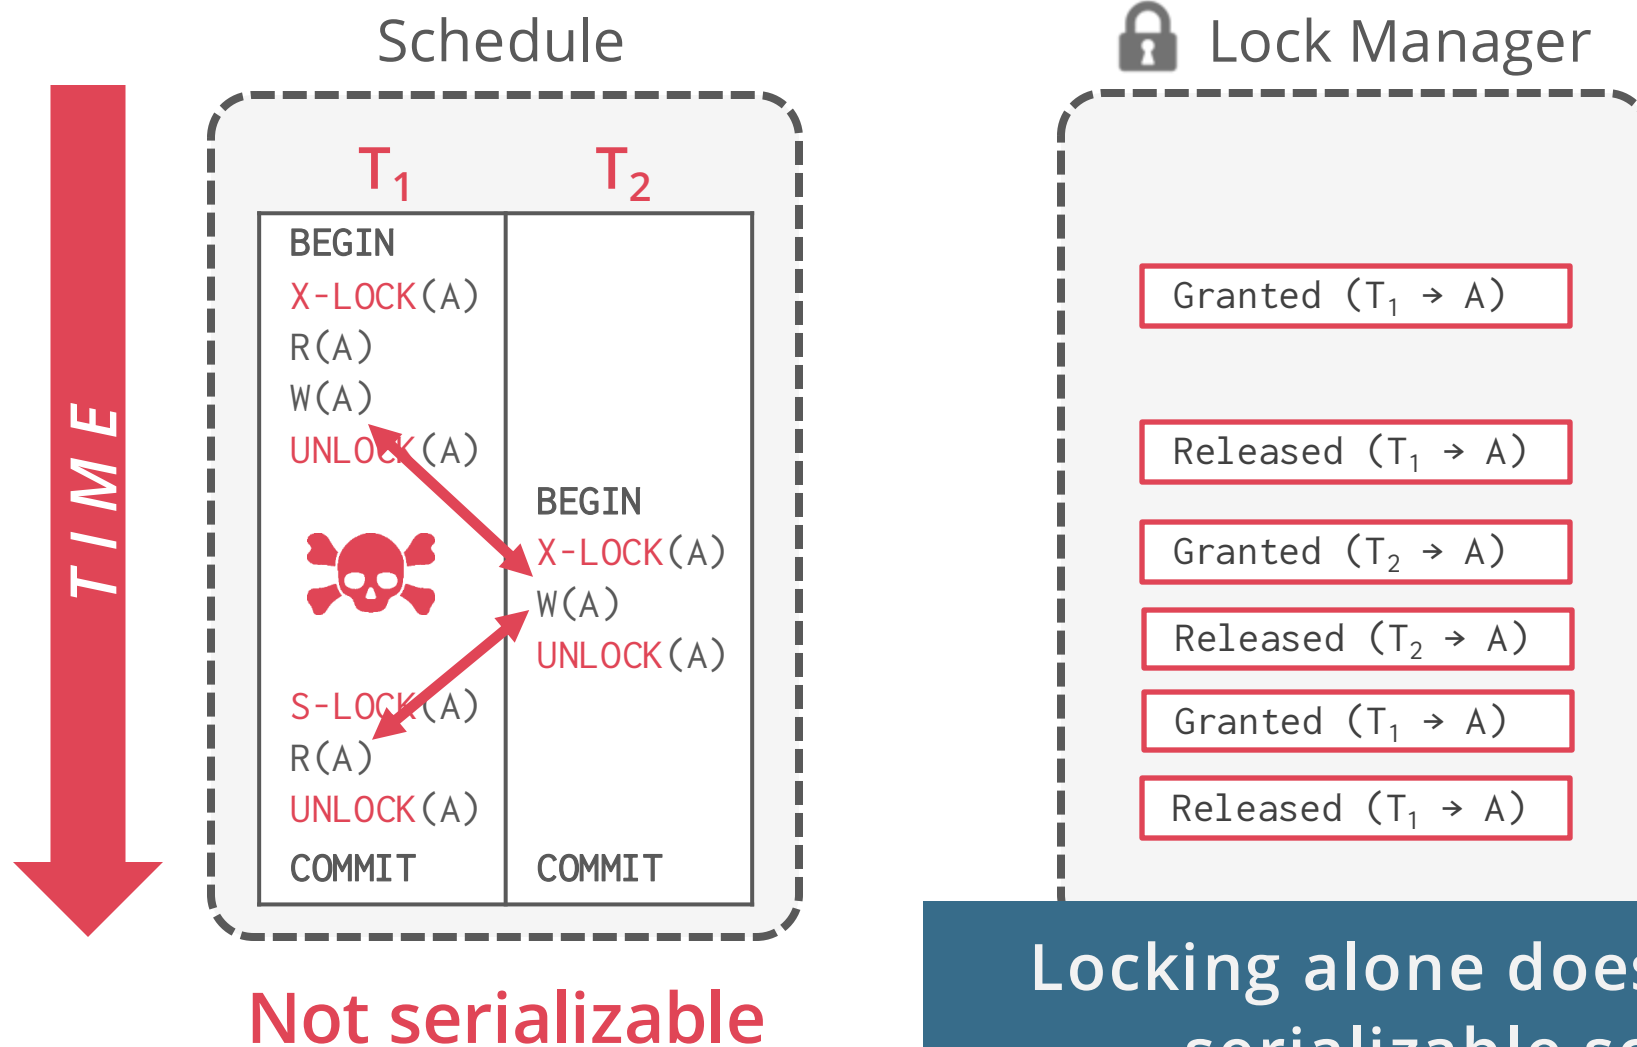 Schedule
Lock Manager
TIME
T₁ T₂
BEGIN
X-LOCK(A)
R(A)
W(A)
UNLOCK(A)
BEGIN
X-LOCK(A)
W(A)
UNLOCK(A)
S-LOCK(A)
R(A)
UNLOCK(A)
COMMIT COMMIT
Not serializable
Granted (T₁ → A)
Released (T₁ → A)
Granted (T₂ → A)
Released (T₂ → A)
Granted (T₁ → A)
Released (T₁ → A)
Locking alone does
serializable